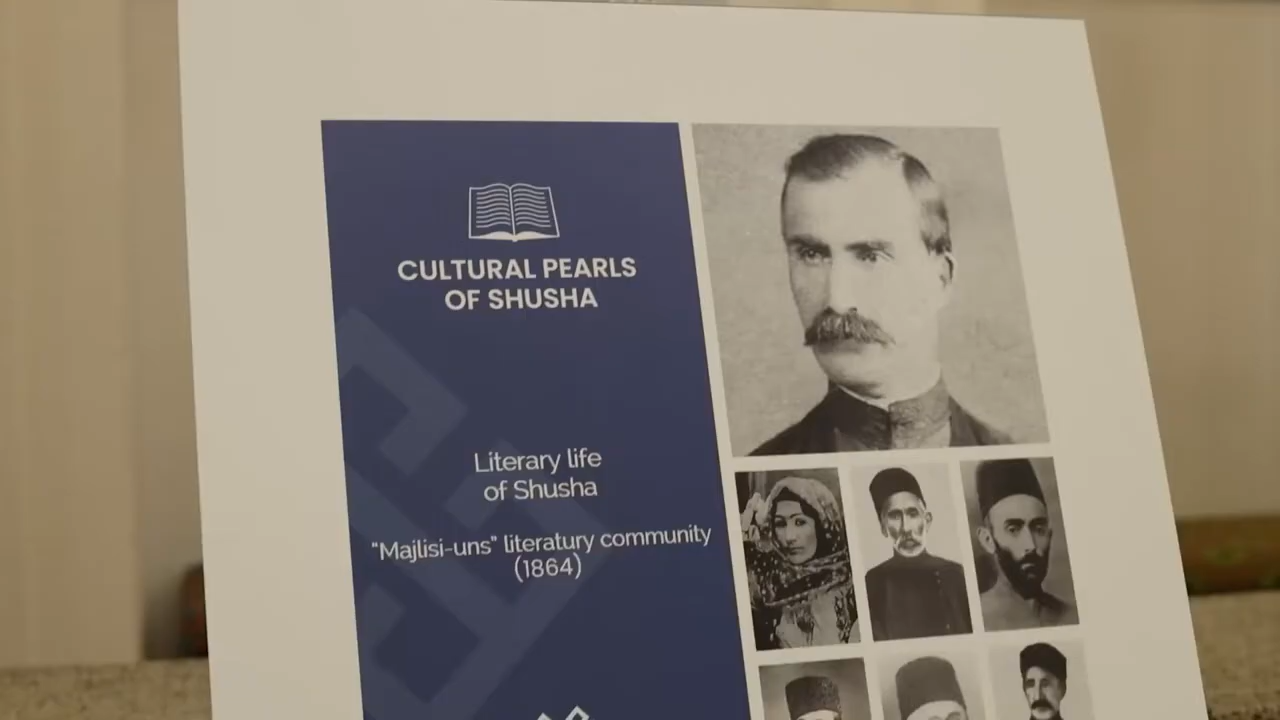 CULTURAL PEARLS
OF SHUSHA
Literary life
of Shusha
"Majlisi-uns" literatury community
(1864)